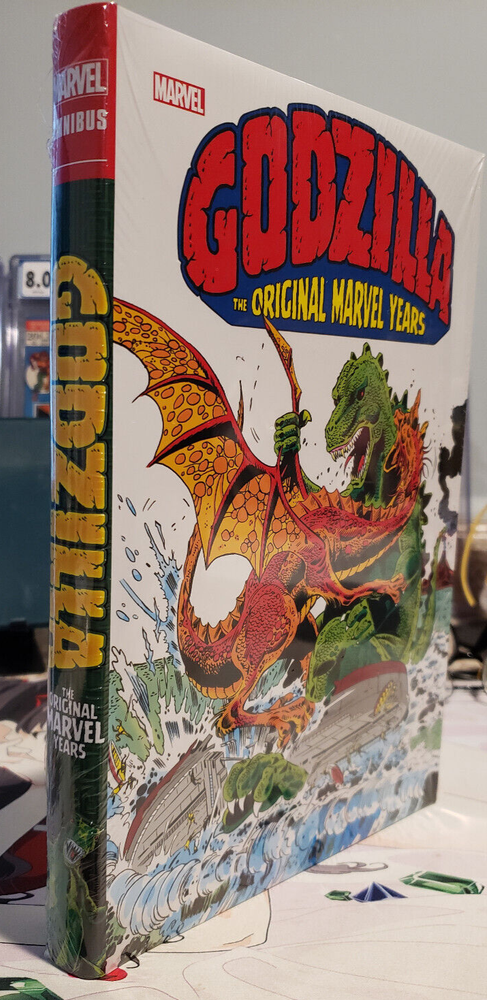 MARVEL
OMNIBUS
GODZILLA
THE
ORIGINAL
MARVEL
YEARS
MARVEL
GODZILLA
THE ORIGINAL MARVEL YEARS
8.0